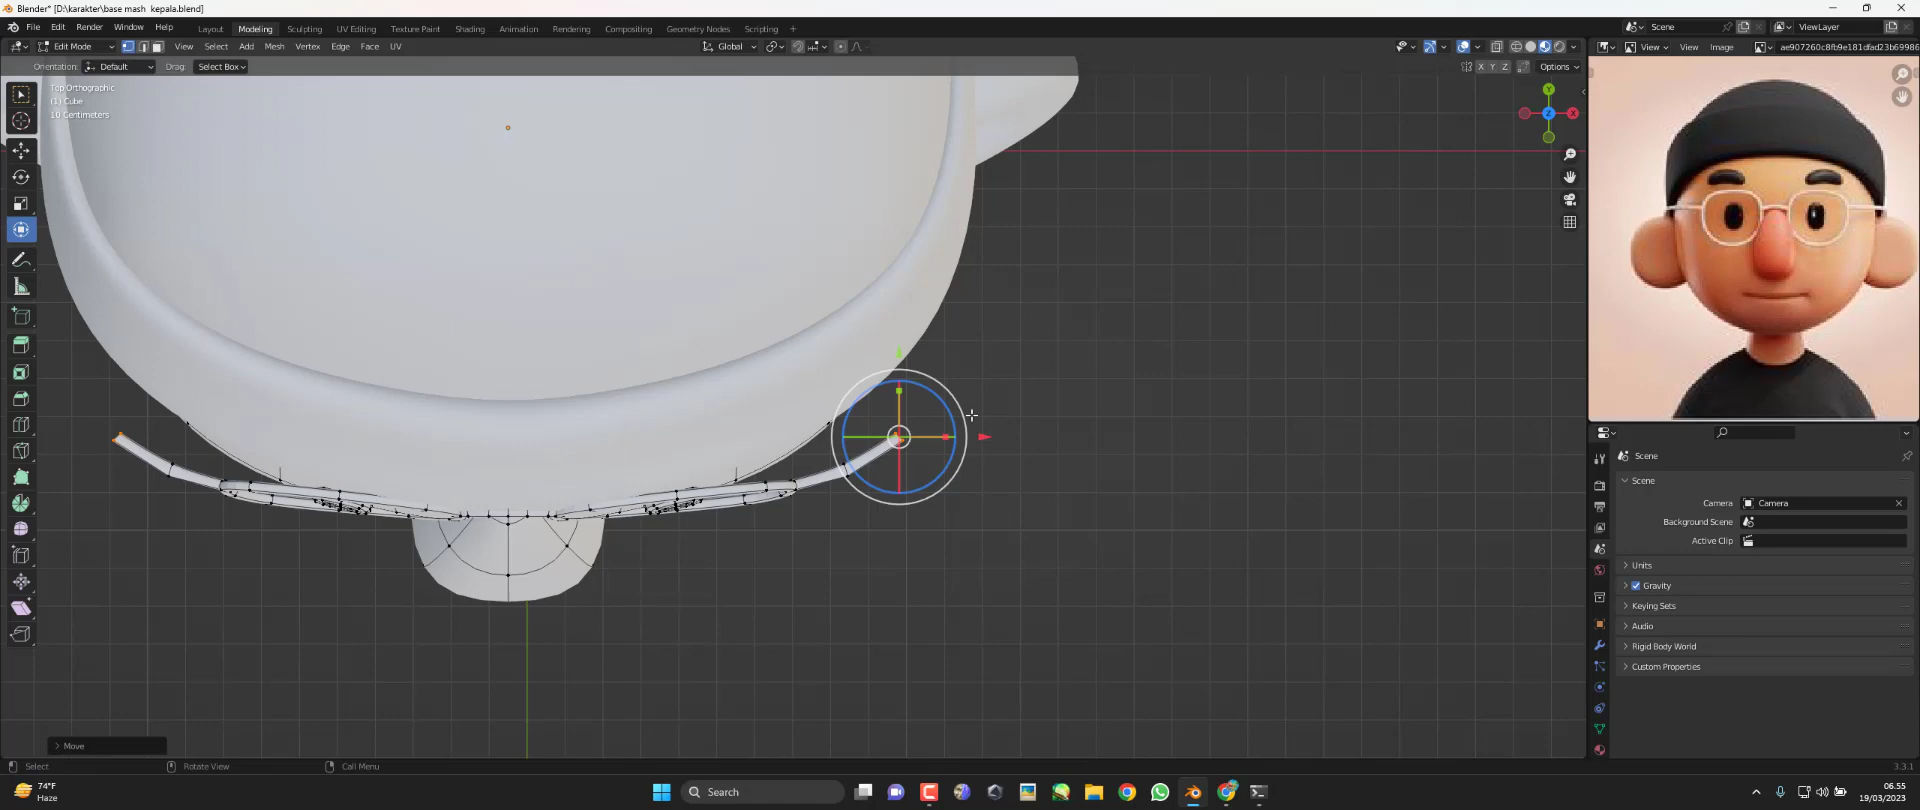 Blender* [D:\karakter\base mash kepala.blend]
File Edit Render Window Help Layout Modeling Sculpting UV Editing Texture Paint Shading Animation Rendering Compositing Geometry Nodes Scripting + Scene ViewLayer
Edit Mode View Select Add Mesh Vertex Edge Face UV Global View View Image ae907260c8fb9e181dfad23b69986
Orientation: Default Drag: Select Box X Y Z Options
Top Orthographic
(1) Cube
10 Centimeters
Y
Z X
Scene
Scene
Camera Camera
Background Scene
Active Clip
Units
Gravity
Keying Sets
Audio
Rigid Body World
Custom Properties
Move
Select Rotate View Call Menu 3.3.1
74°F
Haze
Search
06.55
19/03/2023